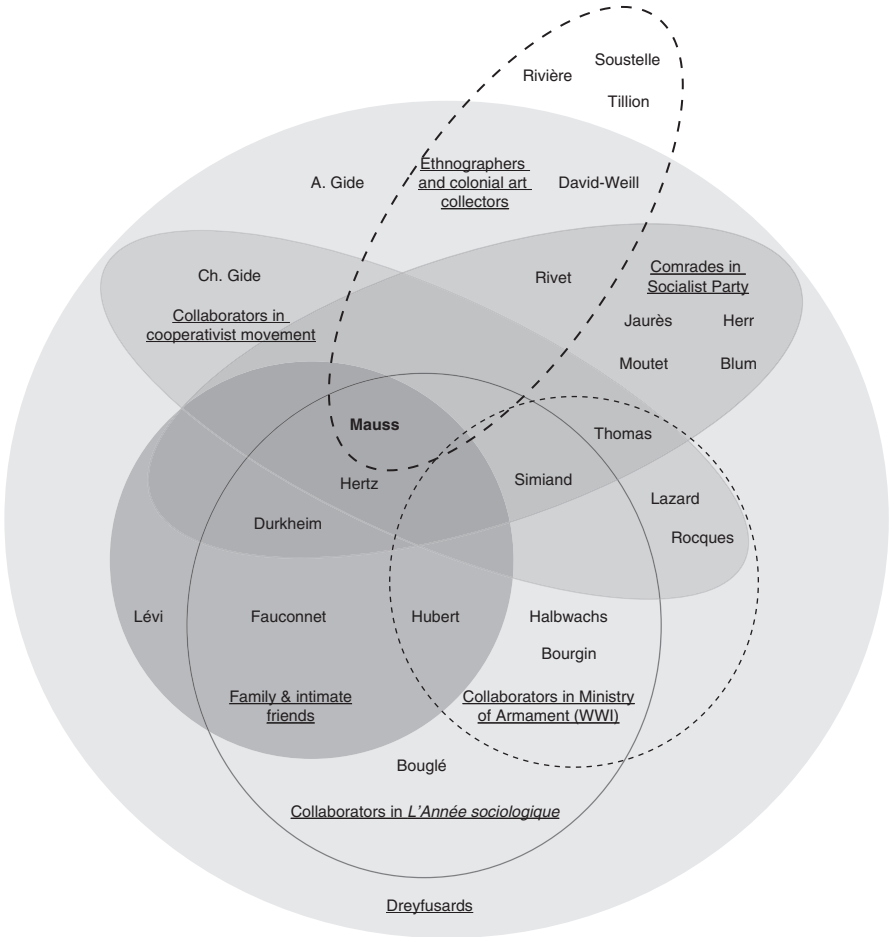 Soustelle
Rivière
Tillion
Ethnographers
and colonial art
collectors
A. Gide
David-Weill
Ch. Gide
Rivet
Comrades in
Socialist Party
Collaborators in
cooperativist movement
Jaurès
Herr
Moutet
Blum
Mauss
Thomas
Hertz
Simiand
Lazard
Durkheim
Rocques
Lévi
Fauconnet
Hubert
Halbwachs
Bourgin
Family & intimate
friends
Collaborators in Ministry
of Armament (WWI)
Bouglé
Collaborators in L’Année sociologique
Dreyfusards